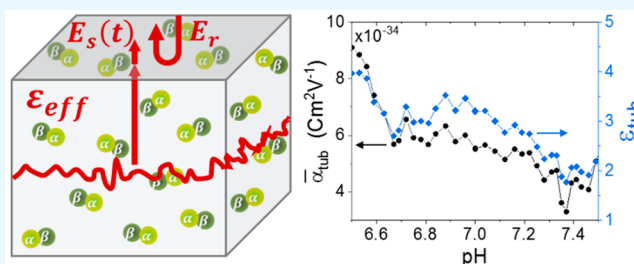 E_s(t) E_r
ε_eff
β α
β α
β α
β α
β α
β α
β α
β α
β α
β α
α β
β α
α β
α β
α β
×10^-34
10
8
6
4
ᾱ_tub (Cm²V⁻¹)
6.6 6.8 7.0 7.2 7.4
pH
5
4
3
2
1
ε_tub